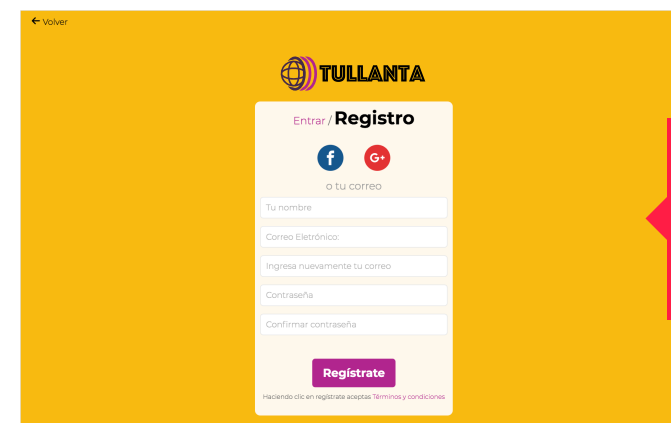 ← Volver
TULLANTA
Entrar / Registro
f G+
o tu correo
Tu nombre
Correo Eletrónico:
Ingresa nuevamente tu correo
Contraseña
Confirmar contraseña
Regístrate
Haciendo clic en regístrate aceptas Términos y condiciones